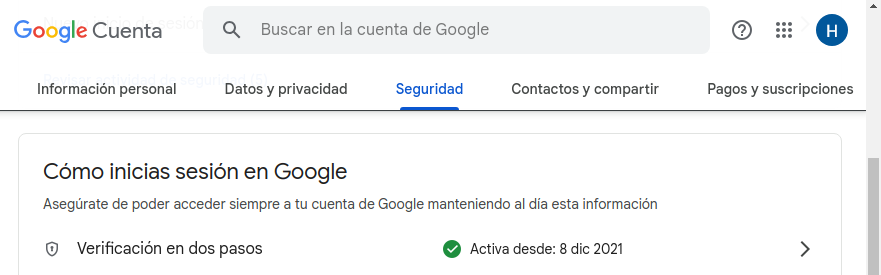 Google Cuenta
Buscar en la cuenta de Google
H
Información personal
Datos y privacidad
Seguridad
Contactos y compartir
Pagos y suscripciones
Cómo inicias sesión en Google
Asegúrate de poder acceder siempre a tu cuenta de Google manteniendo al día esta información
Verificación en dos pasos
Activa desde: 8 dic 2021